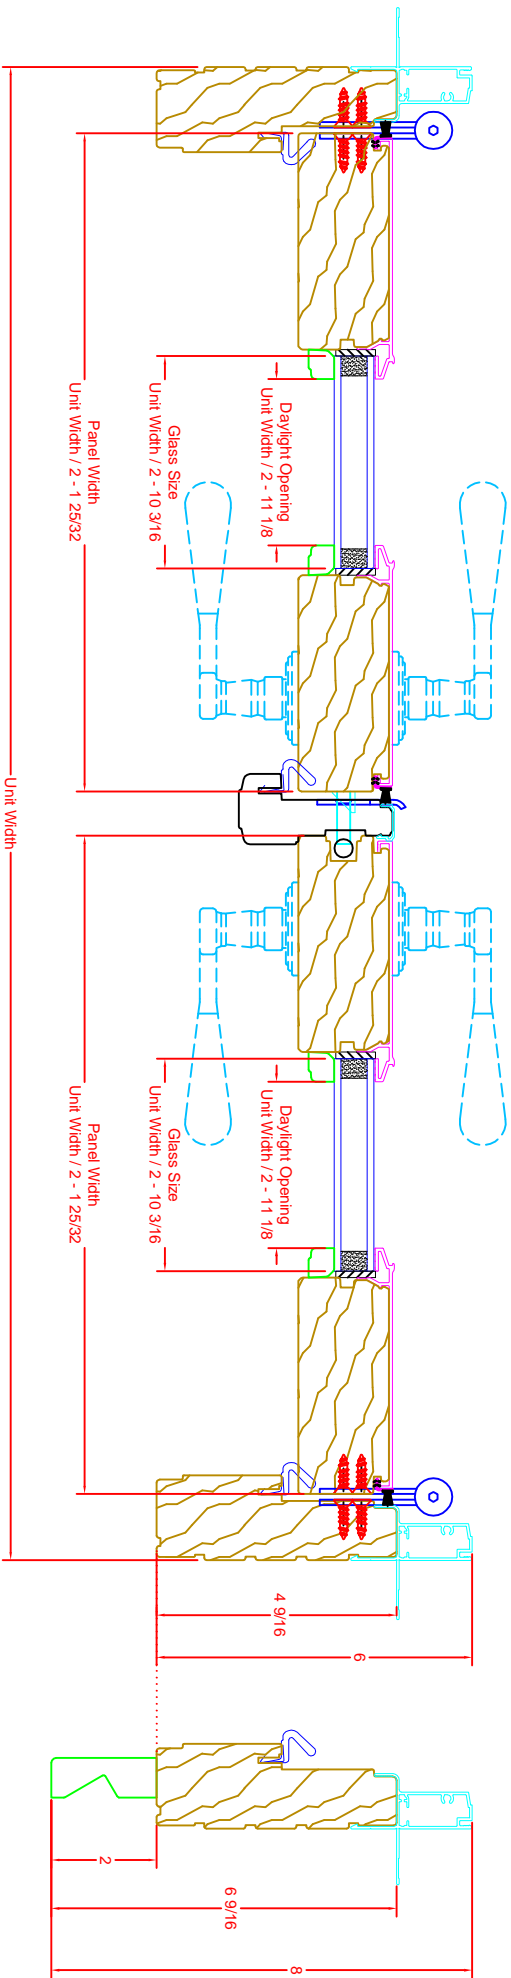 Daylight Opening
Unit Width / 2 - 11 1/8
Glass Size
Unit Width / 2 - 10 3/16
Panel Width
Unit Width / 2 - 1 25/32
Unit Width
Daylight Opening
Unit Width / 2 - 11 1/8
Glass Size
Unit Width / 2 - 10 3/16
Panel Width
Unit Width / 2 - 1 25/32
4 9/16
6
2
6 9/16
8